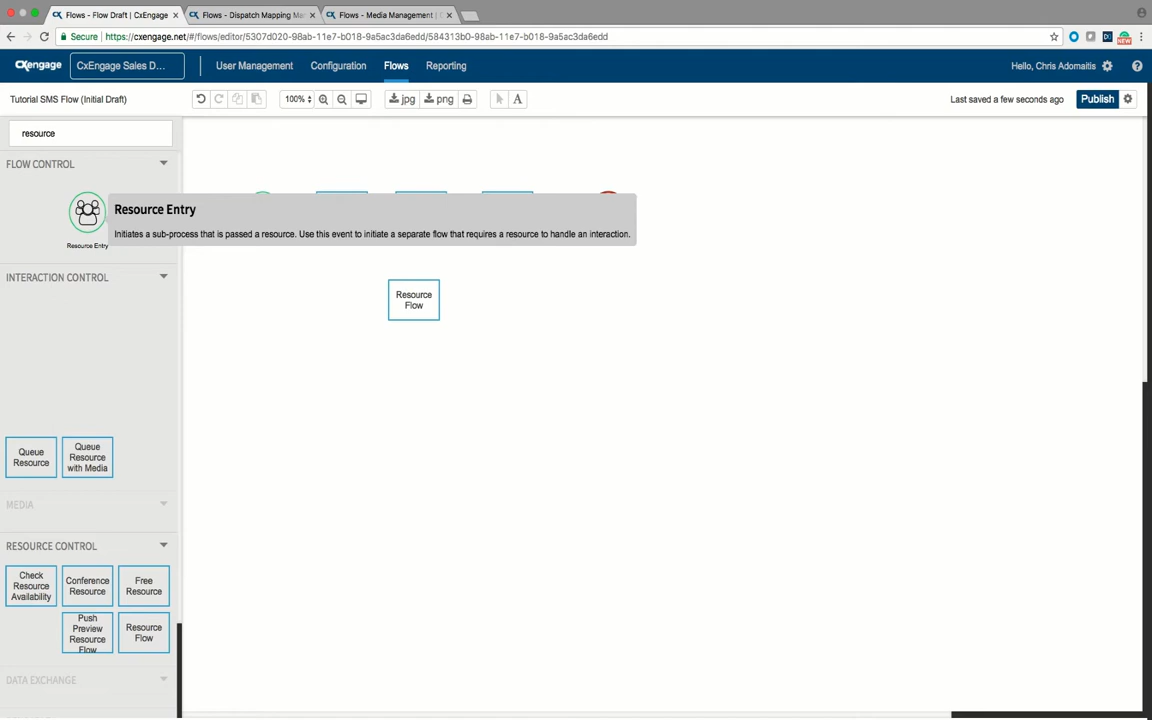 Flows - Flow Draft | CxEngage
Flows - Dispatch Mapping Mar
Flows - Media Management | C
Secure | https://cxengage.net/#/flows/editor/5307d020-98ab-11e7-b018-9a5ac3da6edd/584313b0-98ab-11e7-b018-9a5ac3da6edd
NEW
CxEngage
CxEngage Sales D...
User Management
Configuration
Flows
Reporting
Hello, Chris Adomaitis
Tutorial SMS Flow (Initial Draft)
100%
jpg
png
A
Last saved a few seconds ago
Publish
resource
FLOW CONTROL
Resource Entry
Resource Entry
Initiates a sub-process that is passed a resource. Use this event to initiate a separate flow that requires a resource to handle an interaction.
INTERACTION CONTROL
Resource
Flow
Queue
Resource
Queue
Resource
with Media
MEDIA
RESOURCE CONTROL
Check
Resource
Availability
Conference
Resource
Free
Resource
Push
Preview
Resource
Flow
Resource
Flow
DATA EXCHANGE